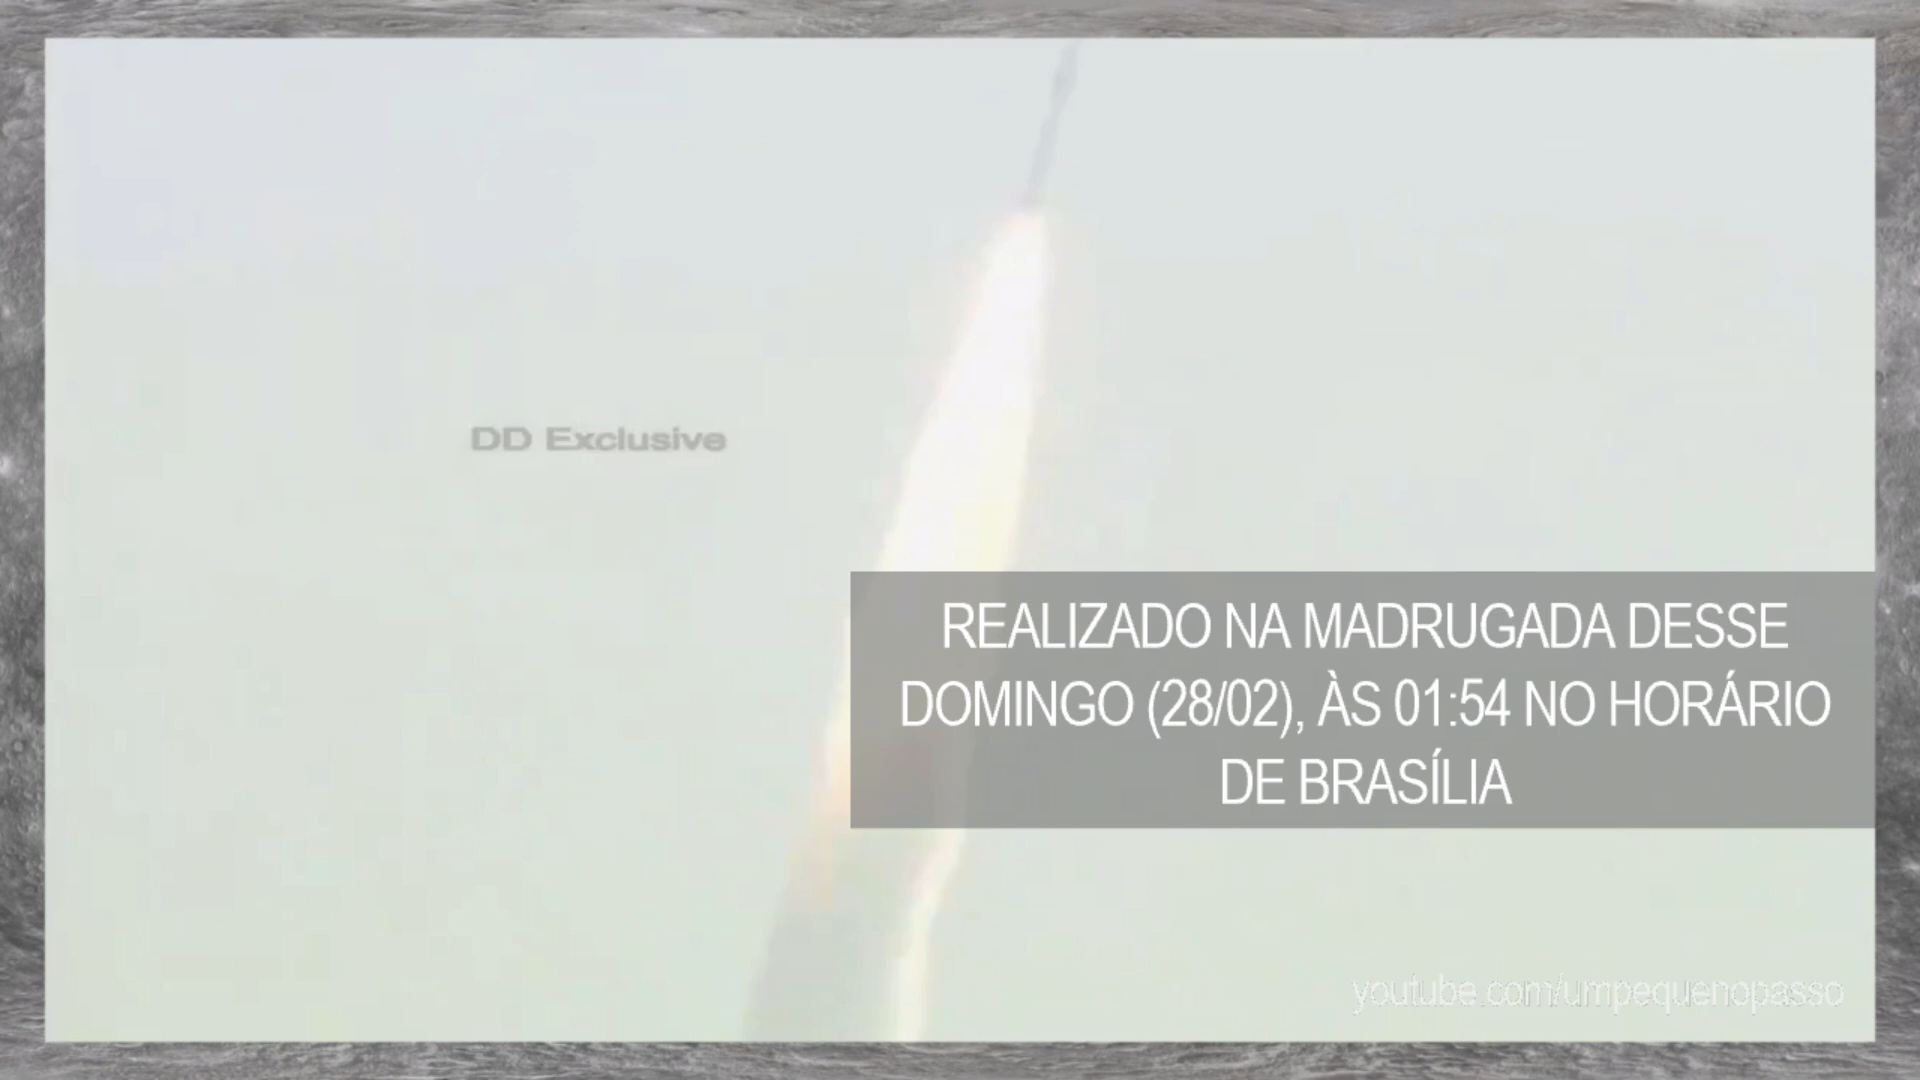 DD Exclusive
REALIZADO NA MADRUGADA DESSE
DOMINGO (28/02), ÀS 01:54 NO HORÁRIO
DE BRASÍLIA
youtube.com/umpequenopasso